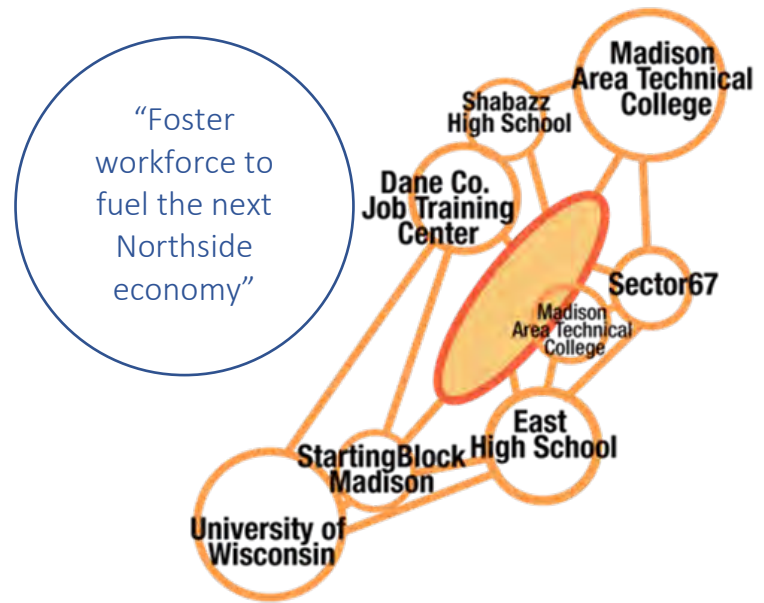 “Foster
workforce to
fuel the next
Northside
economy”
Madison
Area Technical
College
Shabazz
High School
Dane Co.
Job Training
Center
Sector67
Madison
Area Technical
College
East
High School
StartingBlock
Madison
University of
Wisconsin